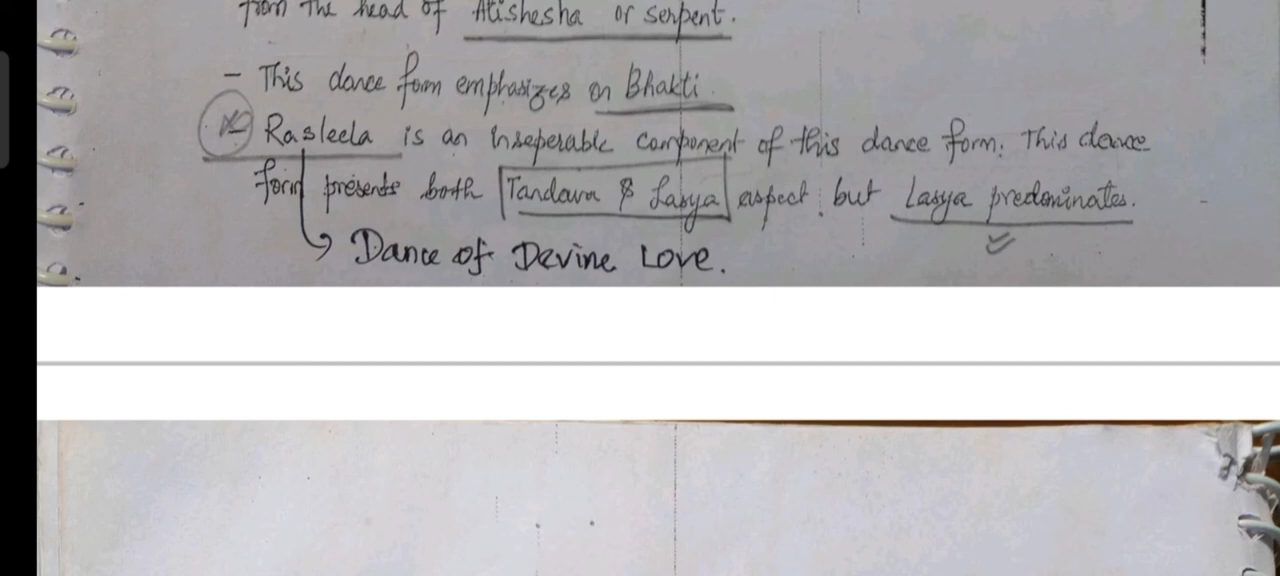 from the head of Atishesha or serpent.
- This dance form emphasizes on Bhakti.
Rasleela is an inseperable component of this dance form. This dance
form presents both Tandava & Lasya aspect, but Lasya predominates.
Dance of Devine Love.